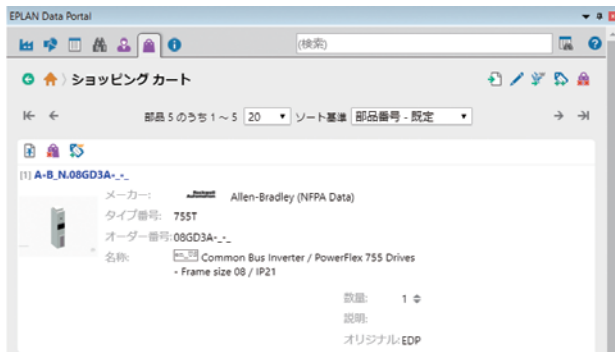 EPLAN Data Portal
(検索)
ショッピング カート
部品 5 のうち 1 ~ 5 20 ソート基準 部品番号 - 既定
[1] A-B_N.08GD3A-_-_
メーカー: Rockwell Automation Allen-Bradley (NFPA Data)
タイプ番号: 755T
オーダー番号: 08GD3A-_-_
名称: en_US Common Bus Inverter / PowerFlex 755 Drives
- Frame size 08 / IP21
数量: 1
説明:
オリジナル: EDP